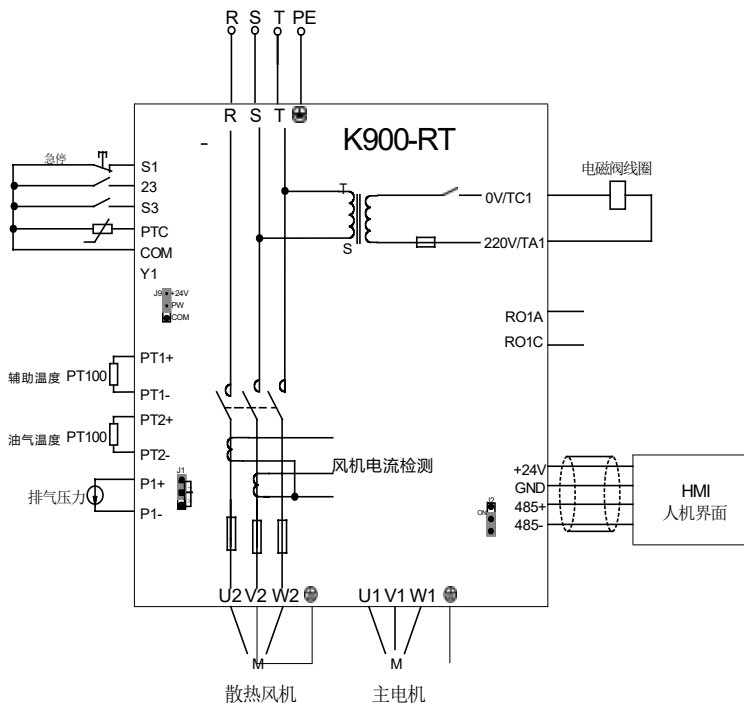 R S T PE
R S T
K900-RT
急停
S1
23
S3
PTC
COM
Y1
J9
+24V
PW
COM
T
S
0V/TC1
220V/TA1
电磁阀线圈
RO1A
RO1C
辅助温度 PT100
PT1+
PT1-
油气温度 PT100
PT2+
PT2-
排气压力
P1+
P1-
J1
风机电流检测
+24V
GND
485+
485-
J2
ON
HMI
人机界面
U2 V2 W2
U1 V1 W1
M
M
散热风机
主电机